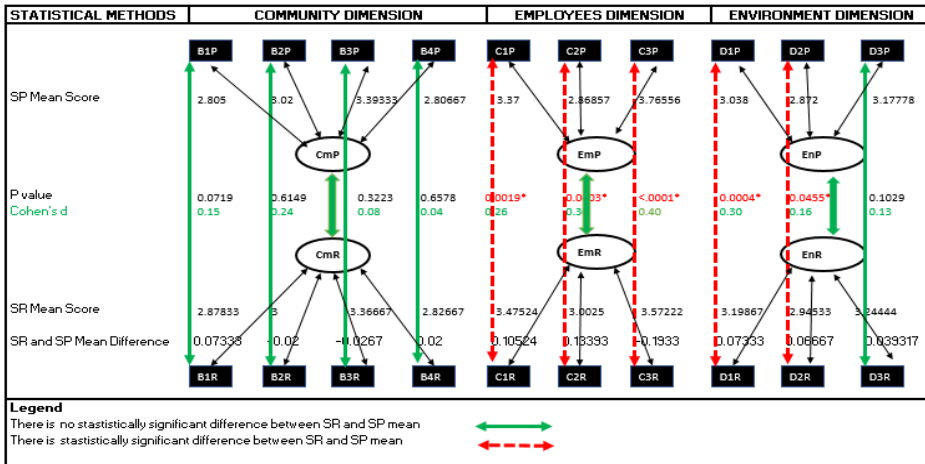 STATISTICAL METHODS COMMUNITY DIMENSION EMPLOYEES DIMENSION ENVIRONMENT DIMENSION
B1P B2P B3P B4P C1P C2P C3P D1P D2P D3P
SP Mean Score 2.805 3.02 3.39333 2.80667 3.37 2.86857 3.76556 3.038 2.872 3.17778
CmP EmP EnP
P value 0.0719 0.6149 0.3223 0.6578 0.0019* <.0001* 0.0004* 0.0455* 0.1029
Cohen's d 0.15 0.24 0.08 0.04 0.26 0.40 0.30 0.16 0.13
CmR EmR EnR
SR Mean Score 2.87833 3 3.36667 2.82667 3.47524 3.0025 3.57222 3.19867 2.94533 3.24444
SR and SP Mean Difference 0.07333 -0.02 -0.0267 0.02 0.10524 0.13393 -0.1933 0.07333 0.06667 0.039317
B1R B2R B3R B4R C1R C2R C3R D1R D2R D3R
Legend
There is no stastistically significant difference between SR and SP mean
There is stastistically significant difference between SR and SP mean